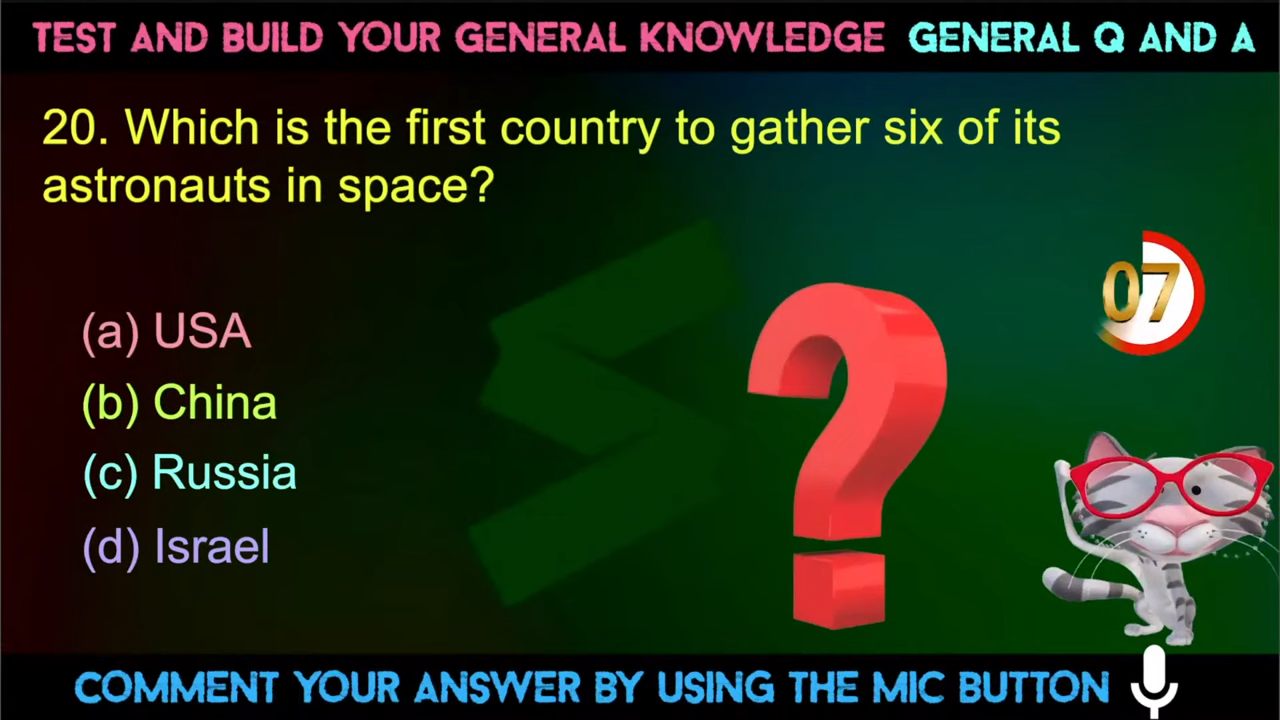 TEST AND BUILD YOUR GENERAL KNOWLEDGE GENERAL Q AND A
20. Which is the first country to gather six of its
astronauts in space?
07
(a) USA
(b) China
(c) Russia
(d) Israel
COMMENT YOUR ANSWER BY USING THE MIC BUTTON